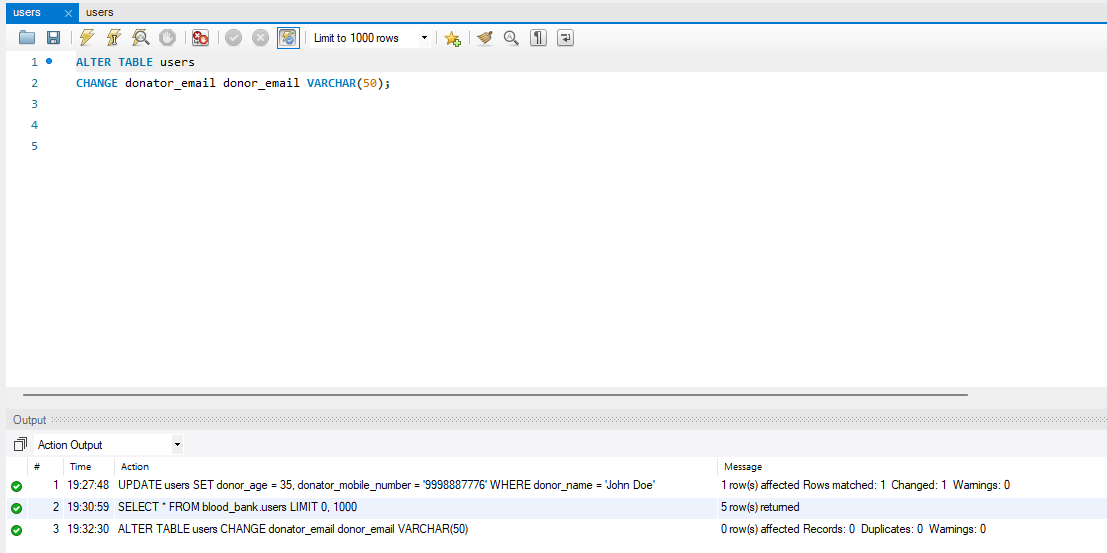 users × users
Limit to 1000 rows
1 ALTER TABLE users
2 CHANGE donator_email donor_email VARCHAR(50);
3
4
5
Output
Action Output
# Time Action Message
1 19:27:48 UPDATE users SET donor_age = 35, donator_mobile_number = '9998887776' WHERE donor_name = 'John Doe' 1 row(s) affected Rows matched: 1 Changed: 1 Warnings: 0
2 19:30:59 SELECT * FROM blood_bank.users LIMIT 0, 1000 5 row(s) returned
3 19:32:30 ALTER TABLE users CHANGE donator_email donor_email VARCHAR(50) 0 row(s) affected Records: 0 Duplicates: 0 Warnings: 0